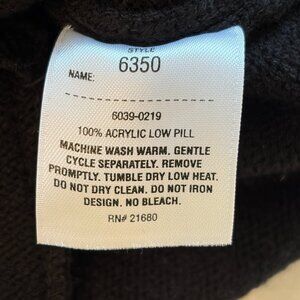 STYLE
6350
NAME:
6039-0219
100% ACRYLIC LOW PILL
MACHINE WASH WARM, GENTLE
CYCLE SEPARATELY. REMOVE
PROMPTLY. TUMBLE DRY LOW HEAT.
DO NOT DRY CLEAN. DO NOT IRON
DESIGN. NO BLEACH.
RN# 21680